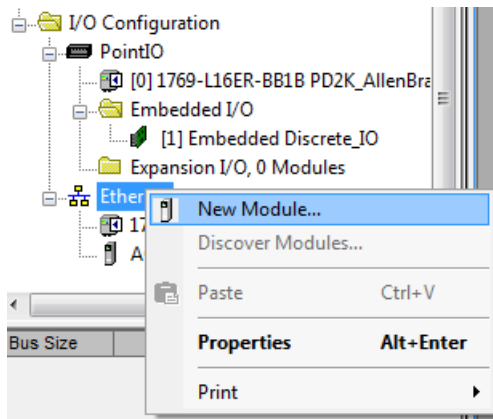 I/O Configuration
PointIO
[0] 1769-L16ER-BB1B PD2K_AllenBra
Embedded I/O
[1] Embedded Discrete_IO
Expansion I/O, 0 Modules
Ether
New Module...
17
Discover Modules...
A
Paste Ctrl+V
Bus Size
Properties Alt+Enter
Print